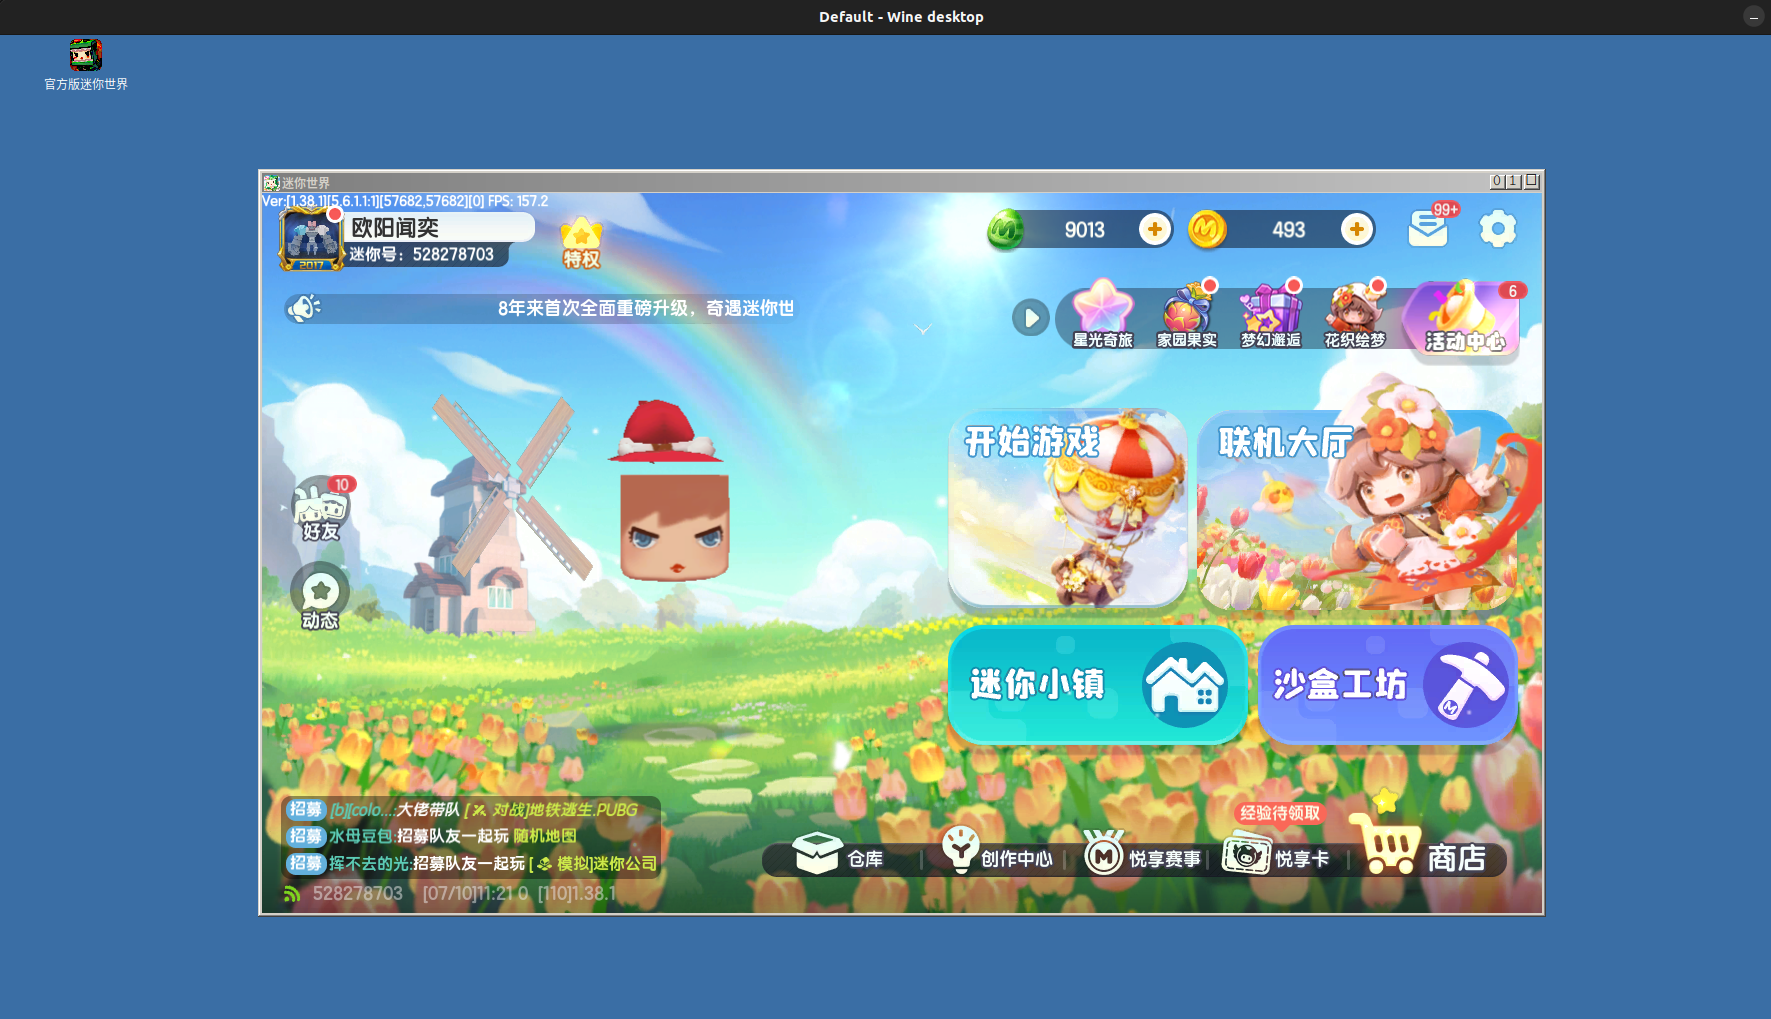 Default - Wine desktop
官方版迷你世界
迷你世界
Ver:[1.38.1][5.6.1.1:1][57682,57682][0] FPS: 157.2
欧阳闻奕
迷你号：528278703
2017
特权
9013
493
99+
8年来首次全面重磅升级，奇遇迷你世
星光奇旅
家园果实
梦幻邂逅
花织绘梦
活动中心
6
开始游戏
联机大厅
10
好友
动态
迷你小镇
沙盒工坊
招募 [b][colo...:大佬带队 [对战]地铁逃生.PUBG
招募 水母豆包:招募队友一起玩 随机地图
招募 挥不去的光:招募队友一起玩 [模拟]迷你公司
528278703 [07/10]11:21 0 [110]1.38.1
仓库
创作中心
悦享赛事
经验待领取
悦享卡
商店